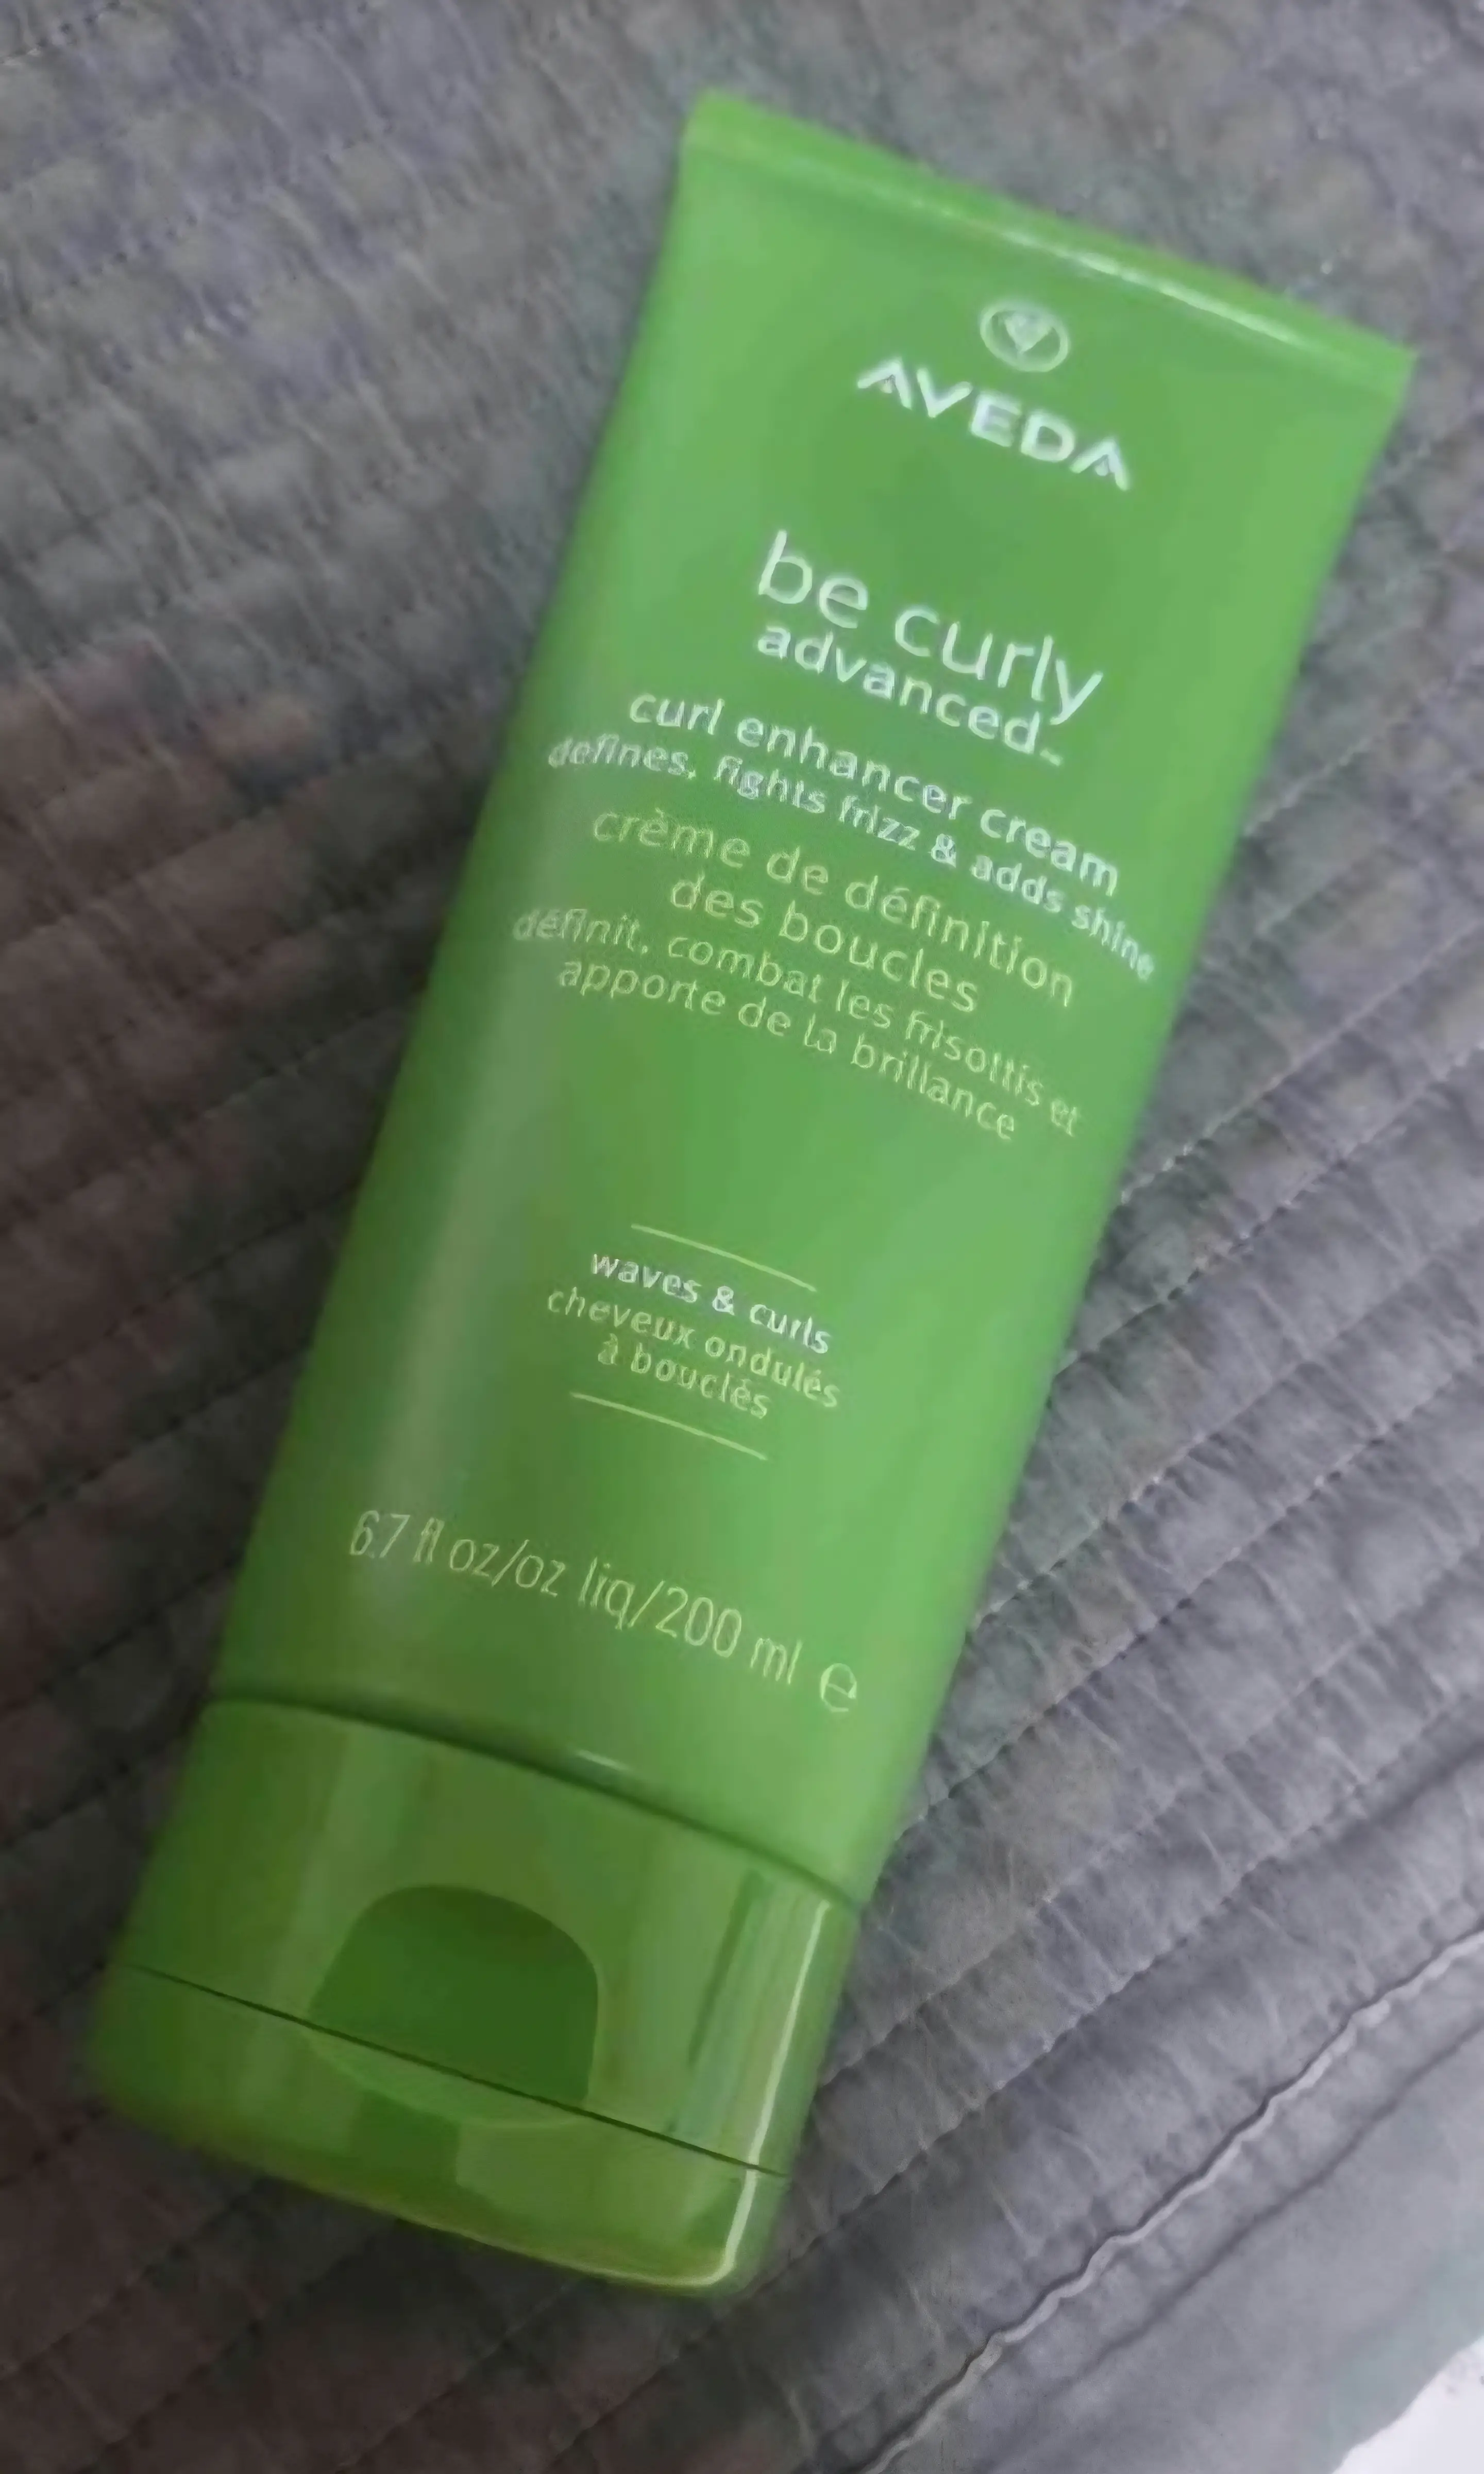 AVEDA
be curly
advanced™
curl enhancer cream
defines, fights frizz & adds shine
crème de définition
des boucles
définit, combat les frisottis et
apporte de la brillance
waves & curls
cheveux ondulés
à bouclés
6.7 fl oz/oz liq/200 ml ℮